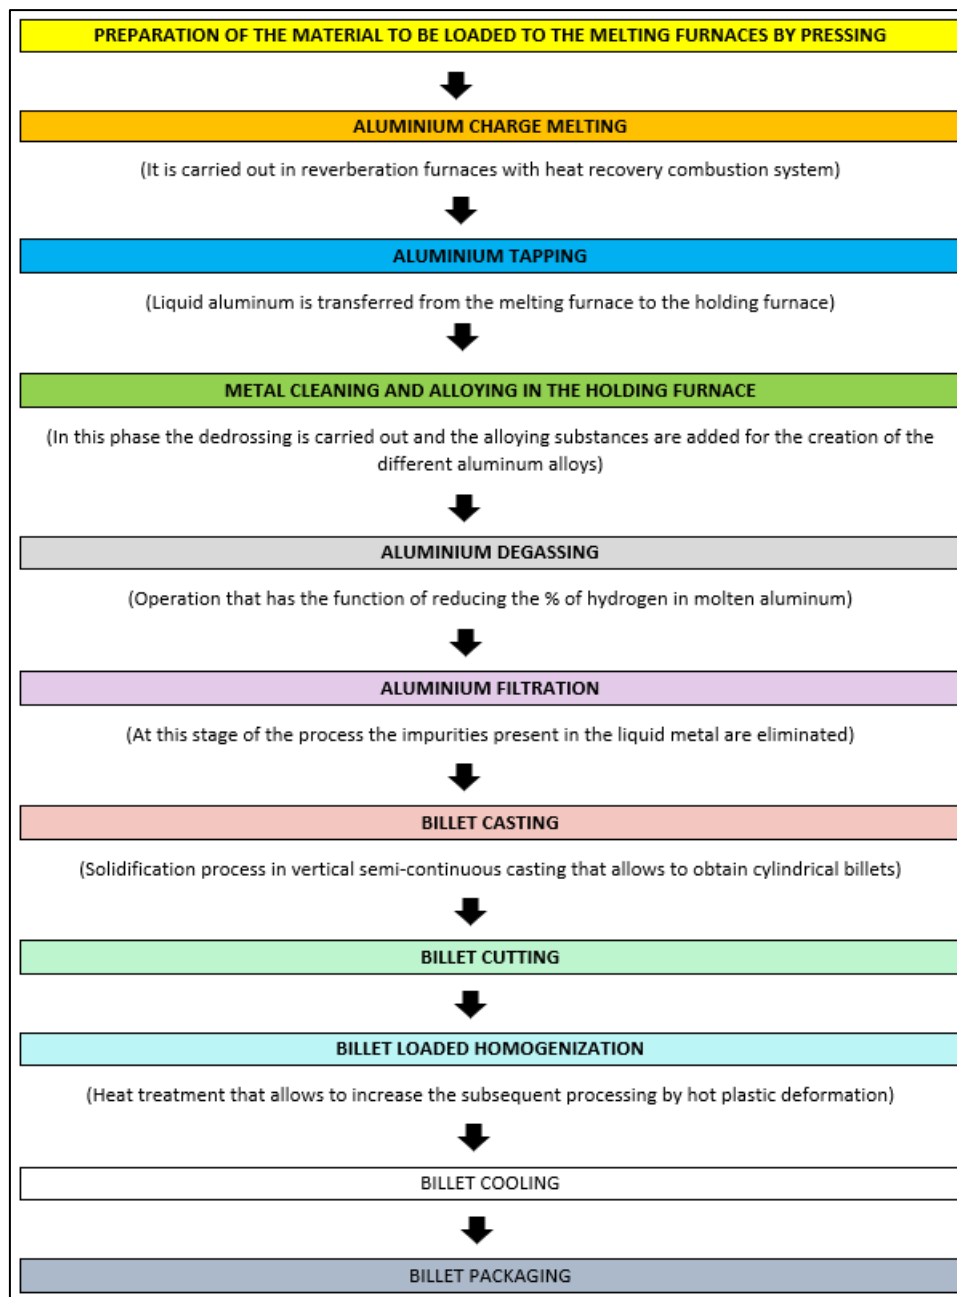 PREPARATION OF THE MATERIAL TO BE LOADED TO THE MELTING FURNACES BY PRESSING
ALUMINIUM CHARGE MELTING
(It is carried out in reverberation furnaces with heat recovery combustion system)
ALUMINIUM TAPPING
(Liquid aluminum is transferred from the melting furnace to the holding furnace)
METAL CLEANING AND ALLOYING IN THE HOLDING FURNACE
(In this phase the dedrossing is carried out and the alloying substances are added for the creation of the
different aluminum alloys)
ALUMINIUM DEGASSING
(Operation that has the function of reducing the % of hydrogen in molten aluminum)
ALUMINIUM FILTRATION
(At this stage of the process the impurities present in the liquid metal are eliminated)
BILLET CASTING
(Solidification process in vertical semi-continuous casting that allows to obtain cylindrical billets)
BILLET CUTTING
BILLET LOADED HOMOGENIZATION
(Heat treatment that allows to increase the subsequent processing by hot plastic deformation)
BILLET COOLING
BILLET PACKAGING